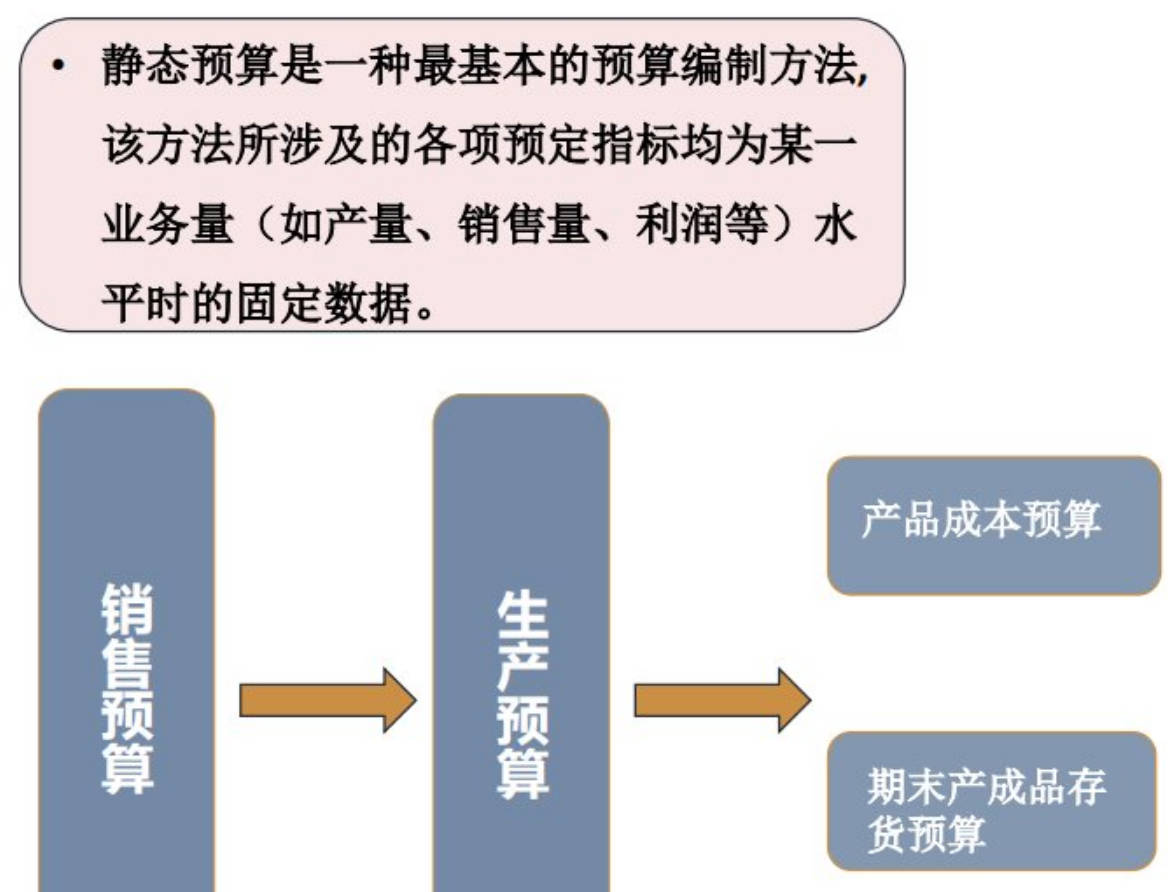 • 静态预算是一种最基本的预算编制方法,
该方法所涉及的各项预定指标均为某一
业务量（如产量、销售量、利润等）水
平时的固定数据。
销售预算
生产预算
产品成本预算
期末产成品存
货预算